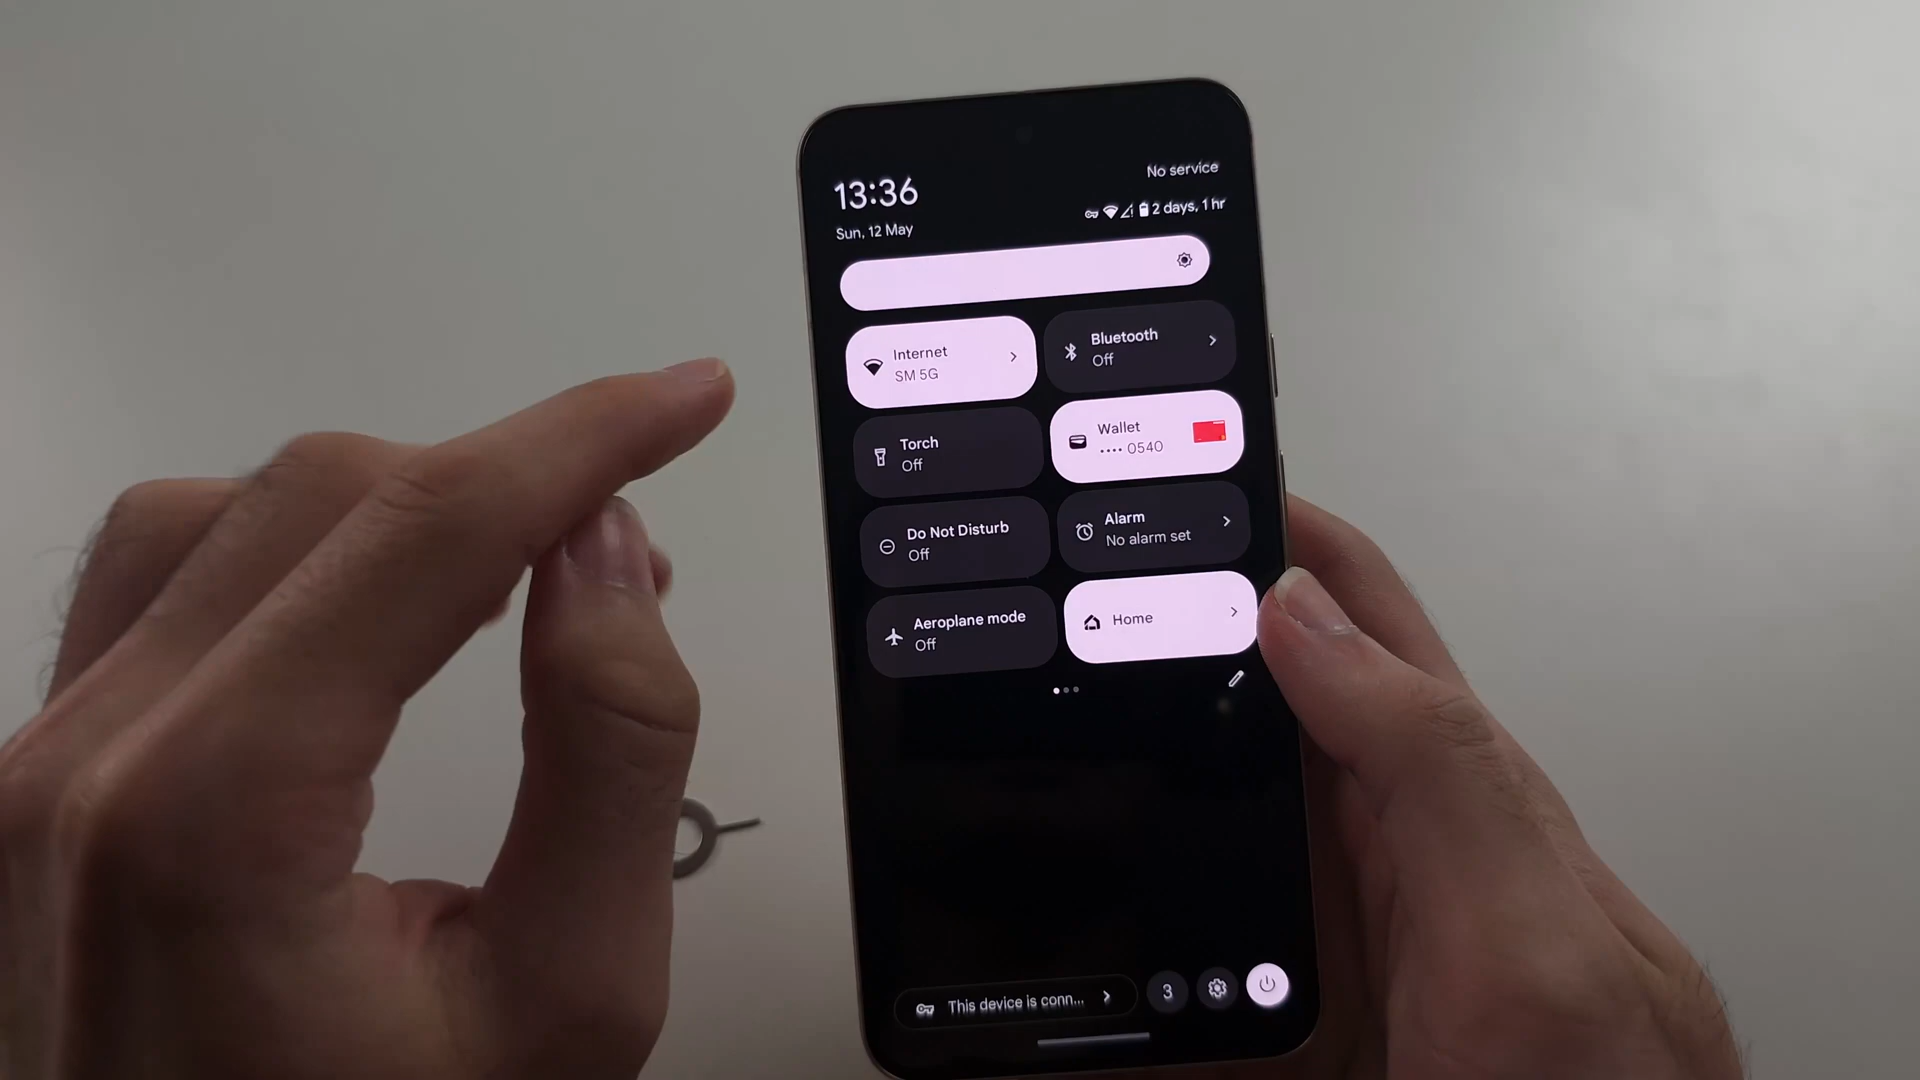 No service
13:36
2 days, 1 hr
Sun, 12 May
Internet
SM 5G
Bluetooth
Off
Torch
Off
Wallet
•••• 0540
Do Not Disturb
Off
Alarm
No alarm set
Aeroplane mode
Off
Home
This device is conn...
3